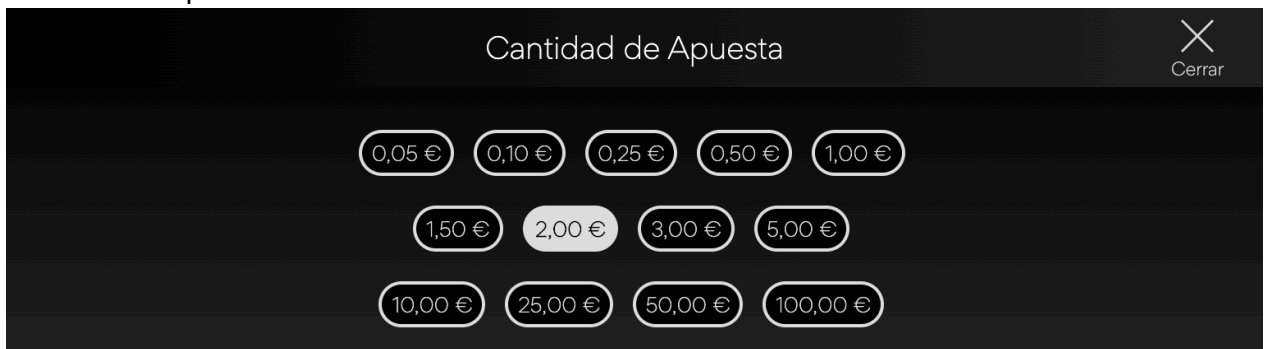 Cantidad de Apuesta
Cerrar
0,05 € 0,10 € 0,25 € 0,50 € 1,00 €
1,50 € 2,00 € 3,00 € 5,00 €
10,00 € 25,00 € 50,00 € 100,00 €